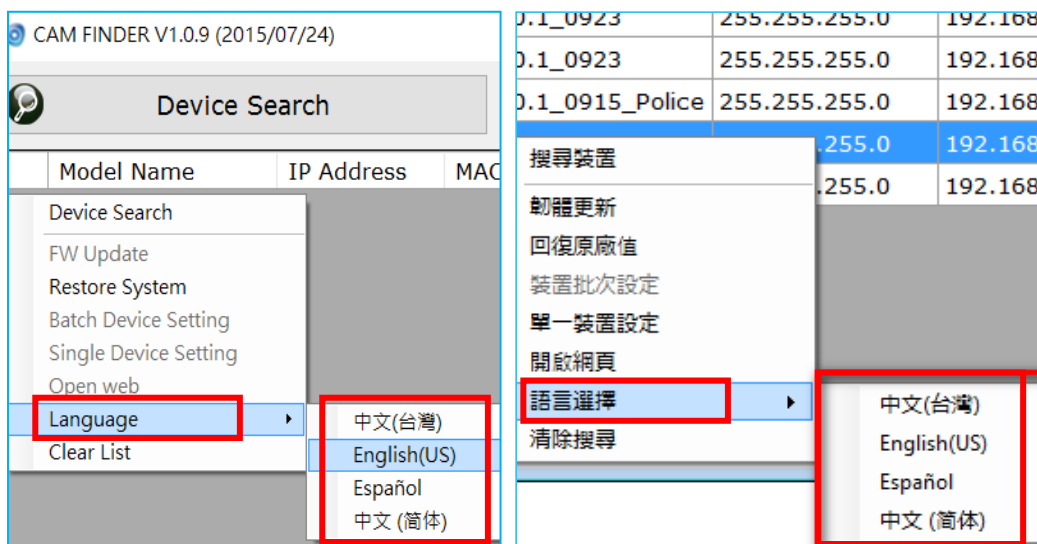 CAM FINDER V1.0.9 (2015/07/24)
Device Search
Model Name IP Address MAC
Device Search
FW Update
Restore System
Batch Device Setting
Single Device Setting
Open web
Language
Clear List
中文(台灣)
English(US)
Español
中文 (简体)
0.1_0923 255.255.255.0 192.168
0.1_0923 255.255.255.0 192.168
0.1_0915_Police 255.255.255.0 192.168
.255.0 192.168
.255.0 192.168
搜尋裝置
韌體更新
回復原廠值
裝置批次設定
單一裝置設定
開啟網頁
語言選擇
清除搜尋
中文(台灣)
English(US)
Español
中文 (简体)